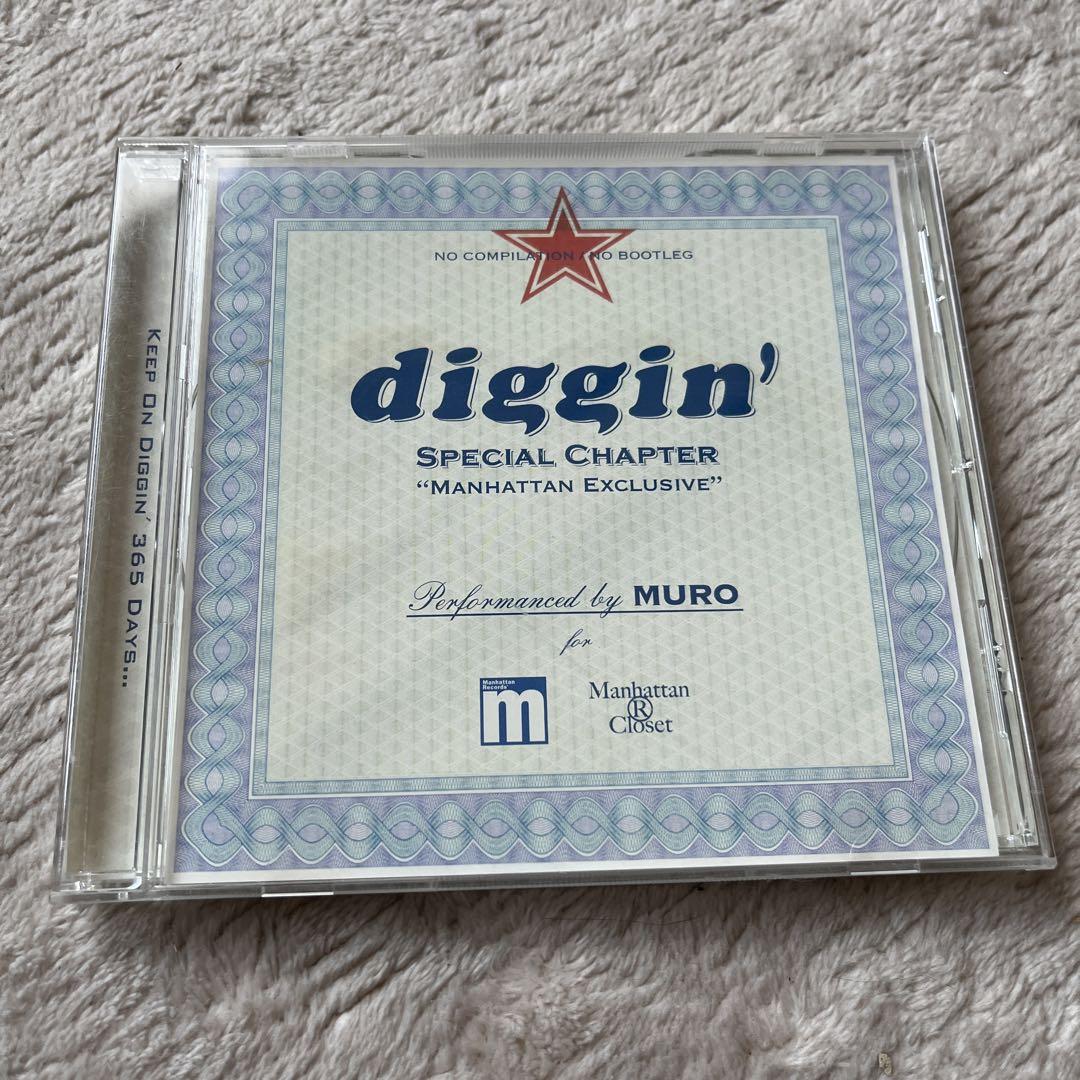 NO COMPILATION / NO BOOTLEG
diggin'
SPECIAL CHAPTER
“MANHATTAN EXCLUSIVE”
Performanced by MURO
for
Manhattan
Records®
m
Manhattan
®
Closet
KEEP ON DIGGIN' 365 DAYS...